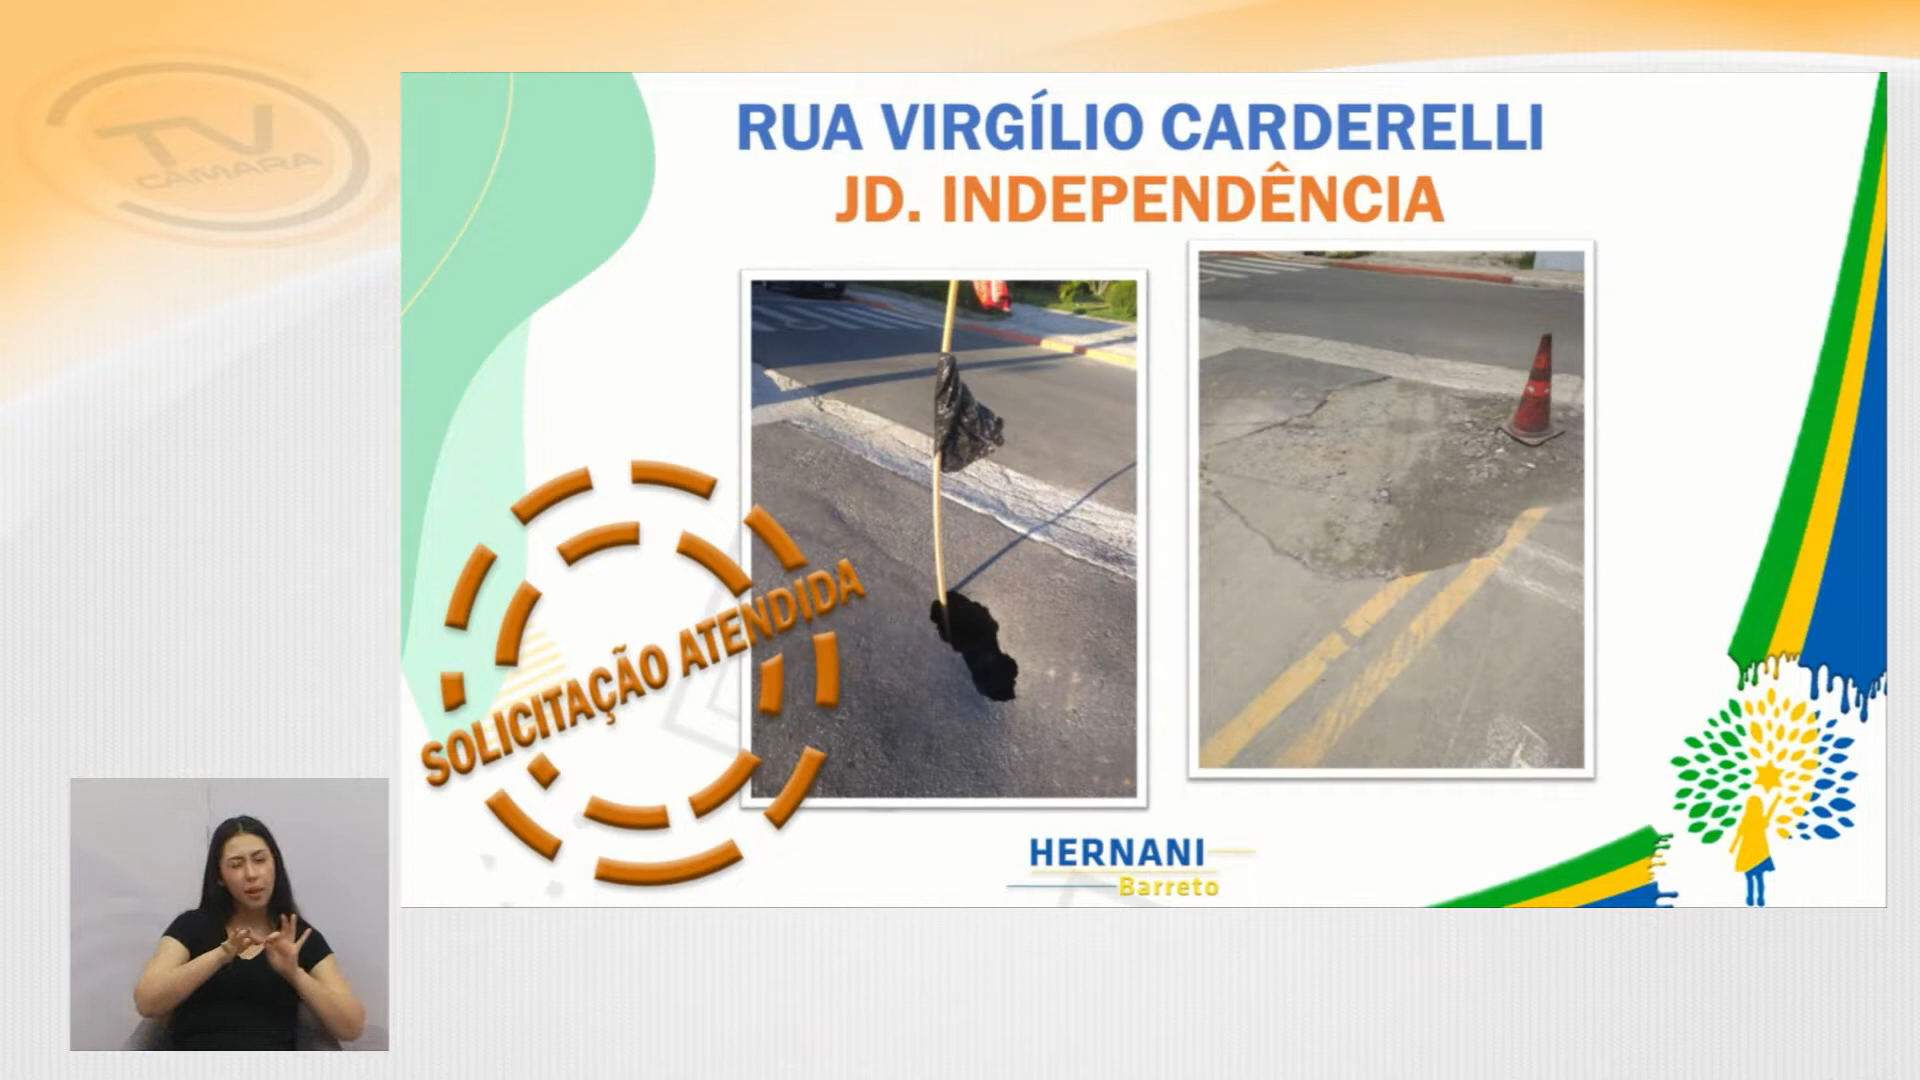 TV
CÂMARA
RUA VIRGÍLIO CARDERELLI
JD. INDEPENDÊNCIA
SOLICITAÇÃO ATENDIDA
HERNANI
Barreto